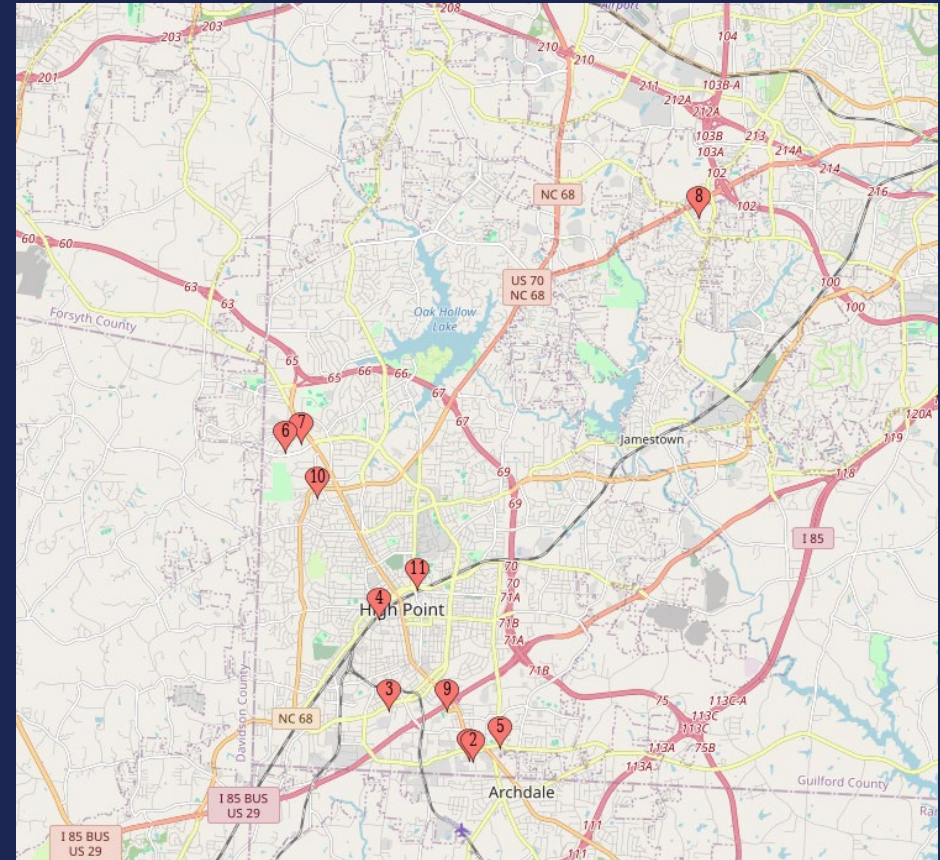 Airport
208
203
203
104
210
210
201
211
103B-A
212A
212A
103B
213
103A
214A
102
214
216
NC 68
8
102
60
60
US 70
NC 68
63
63
100
100
Oak Hollow
Lake
Forsyth County
65
65
66
66
67
67
120A
119
7
6
Jamestown
69
118
10
69
I 85
70
11
70
71A
4
High Point
71B
71A
71B
3
9
75
113C-A
113C
NC 68
113C
Davidson County
5
2
113A
75B
113A
Guilford County
Archdale
Ra
I 85 BUS
US 29
111
I 85 BUS
US 29
111